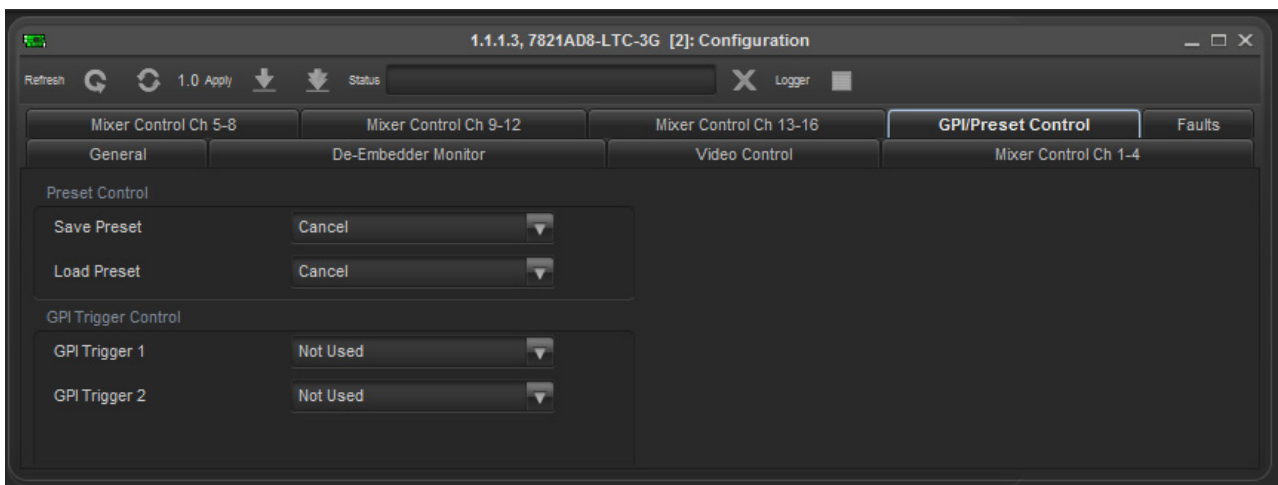 1.1.1.3, 7821AD8-LTC-3G [2]: Configuration
Refresh 1.0 Apply Status Logger
Mixer Control Ch 5-8 Mixer Control Ch 9-12 Mixer Control Ch 13-16 GPI/Preset Control Faults
General De-Embedder Monitor Video Control Mixer Control Ch 1-4
Preset Control
Save Preset Cancel
Load Preset Cancel
GPI Trigger Control
GPI Trigger 1 Not Used
GPI Trigger 2 Not Used